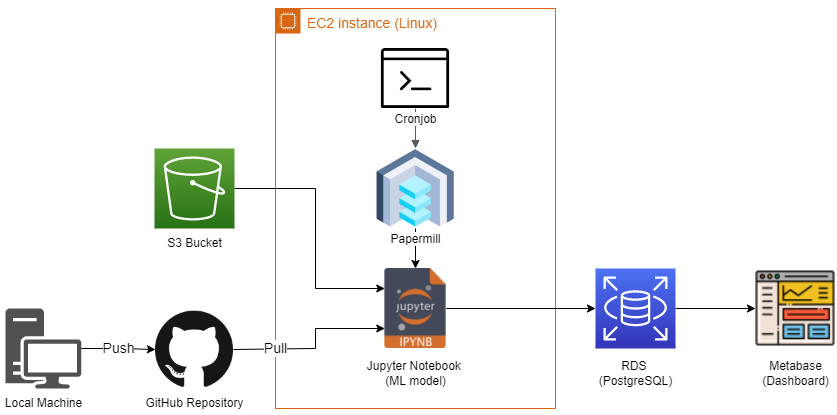 EC2 instance (Linux)
Cronjob
Papermill
S3 Bucket
jupyter
IPYNB
Jupyter Notebook
(ML model)
Push
Pull
Local Machine
GitHub Repository
RDS
(PostgreSQL)
Metabase
(Dashboard)